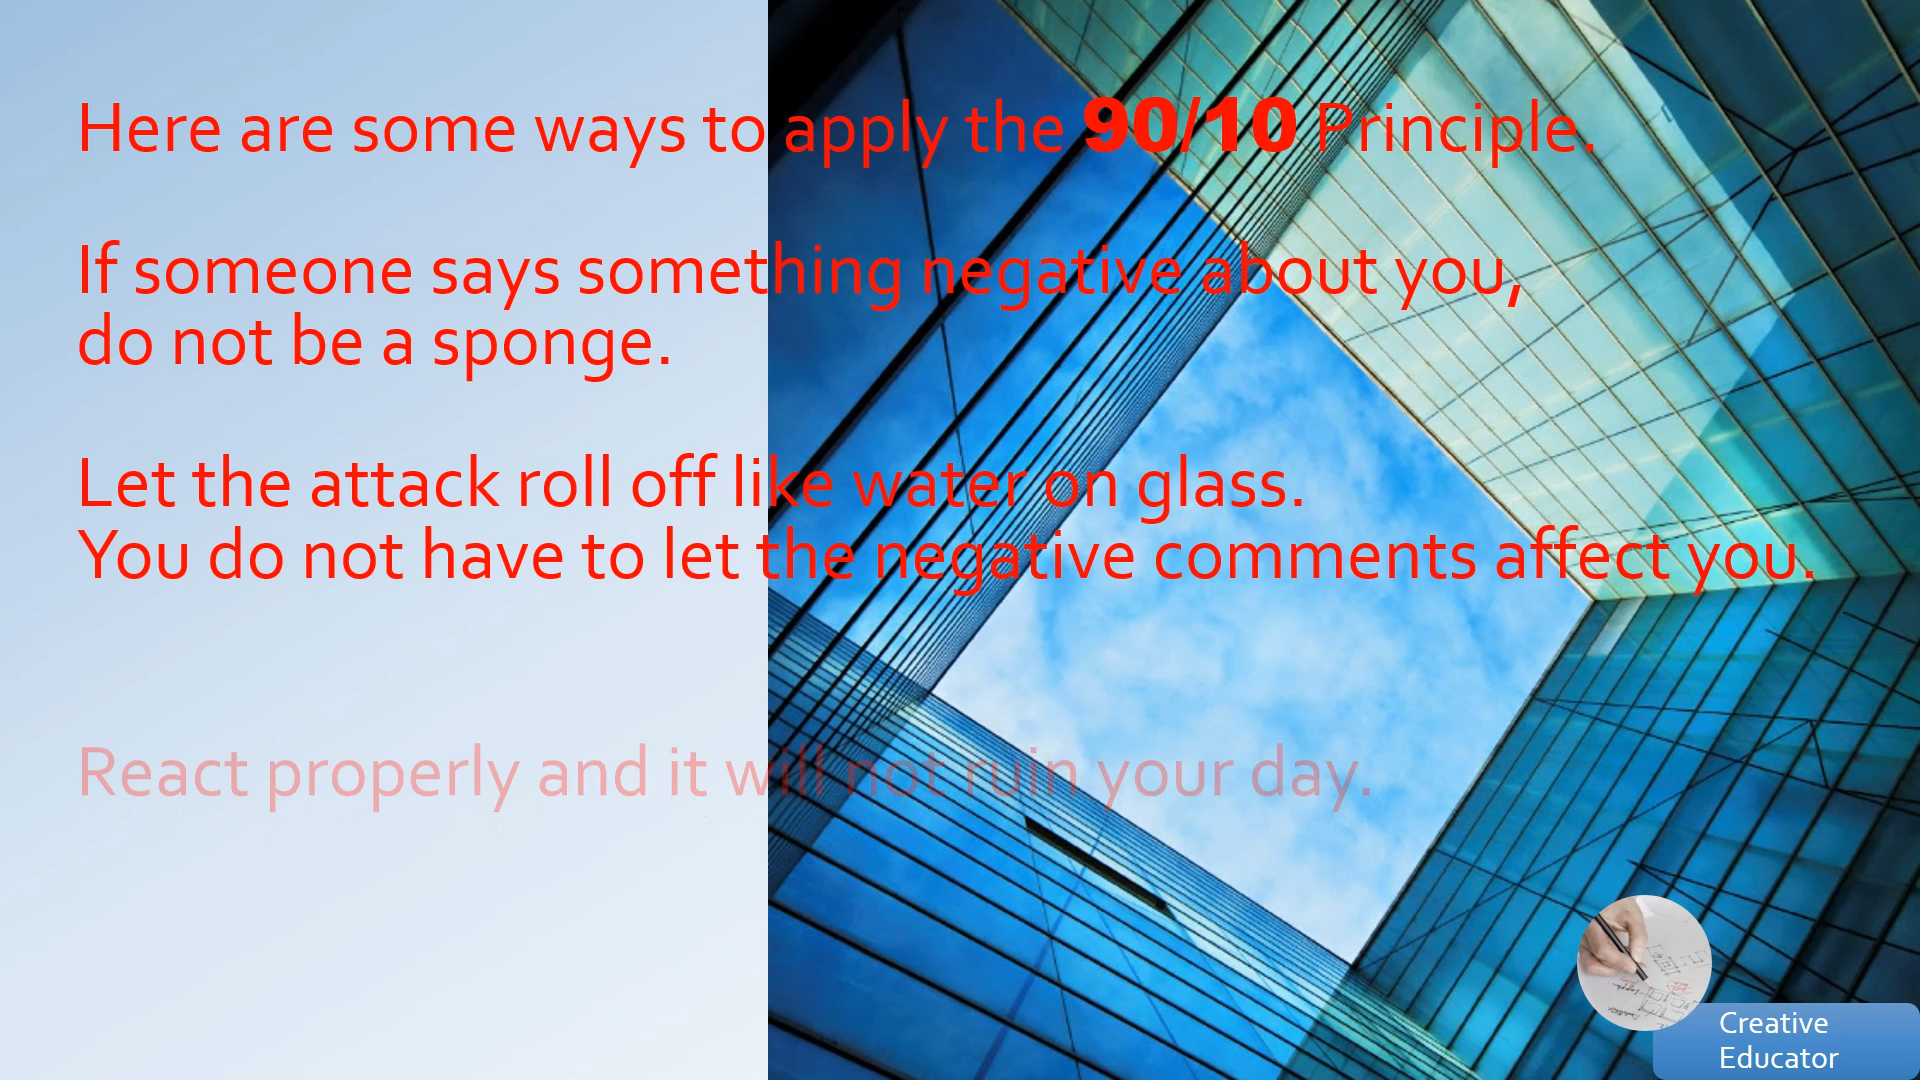 Here are some ways to apply the 90/10 Principle.
If someone says something negative about you,
do not be a sponge.
Let the attack roll off like water on glass.
You do not have to let the negative comments affect you.
React properly and it will not ruin your day.
Creative
Educator